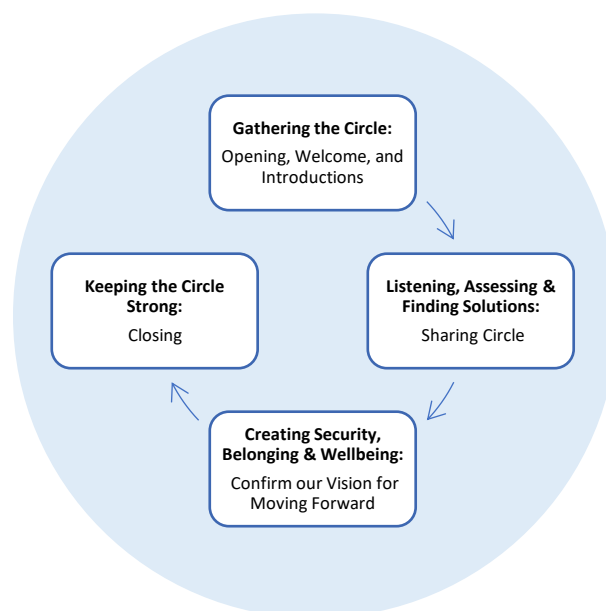 Gathering the Circle:
Opening, Welcome, and
Introductions
Listening, Assessing &
Finding Solutions:
Sharing Circle
Creating Security,
Belonging & Wellbeing:
Confirm our Vision for
Moving Forward
Keeping the Circle
Strong:
Closing